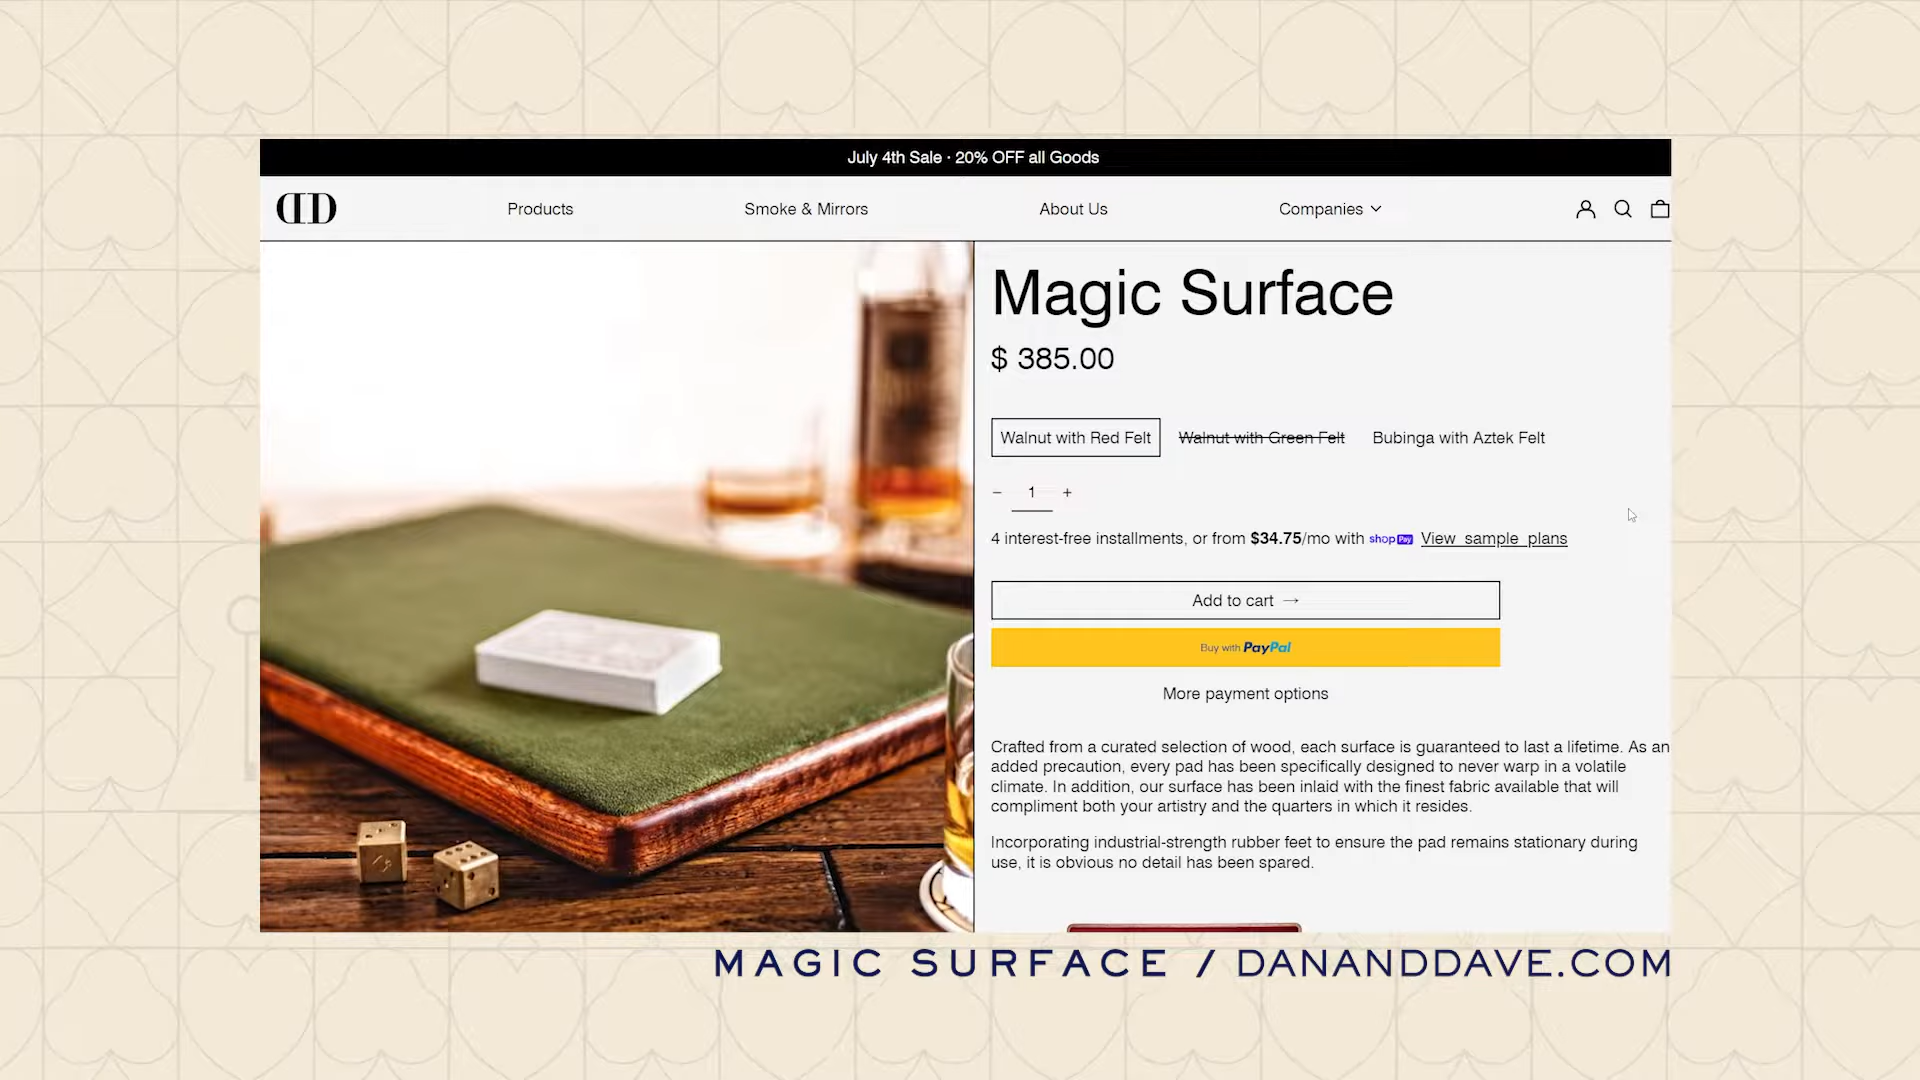 July 4th Sale · 20% OFF all Goods
DD
Products
Smoke & Mirrors
About Us
Companies
Magic Surface
$ 385.00
Walnut with Red Felt
Walnut with Green Felt
Bubinga with Aztek Felt
− 1 +
4 interest-free installments, or from $34.75/mo with shop Pay View sample plans
Add to cart →
Buy with PayPal
More payment options
Crafted from a curated selection of wood, each surface is guaranteed to last a lifetime. As an
added precaution, every pad has been specifically designed to never warp in a volatile
climate. In addition, our surface has been inlaid with the finest fabric available that will
compliment both your artistry and the quarters in which it resides.
Incorporating industrial-strength rubber feet to ensure the pad remains stationary during
use, it is obvious no detail has been spared.
MAGIC SURFACE / DANANDDAVE.COM